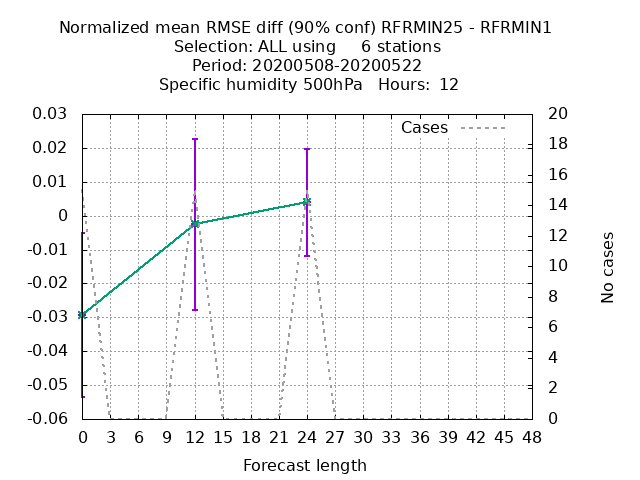 Normalized mean RMSE diff (90% conf) RFRMIN25 - RFRMIN1
Selection: ALL using 6 stations
Period: 20200508-20200522
Specific humidity 500hPa Hours: 12
Cases
0.03
0.02
0.01
0
-0.01
-0.02
-0.03
-0.04
-0.05
-0.06
20
18
16
14
12
10
8
6
4
2
0
No cases
0 3 6 9 12 15 18 21 24 27 30 33 36 39 42 45 48
Forecast length